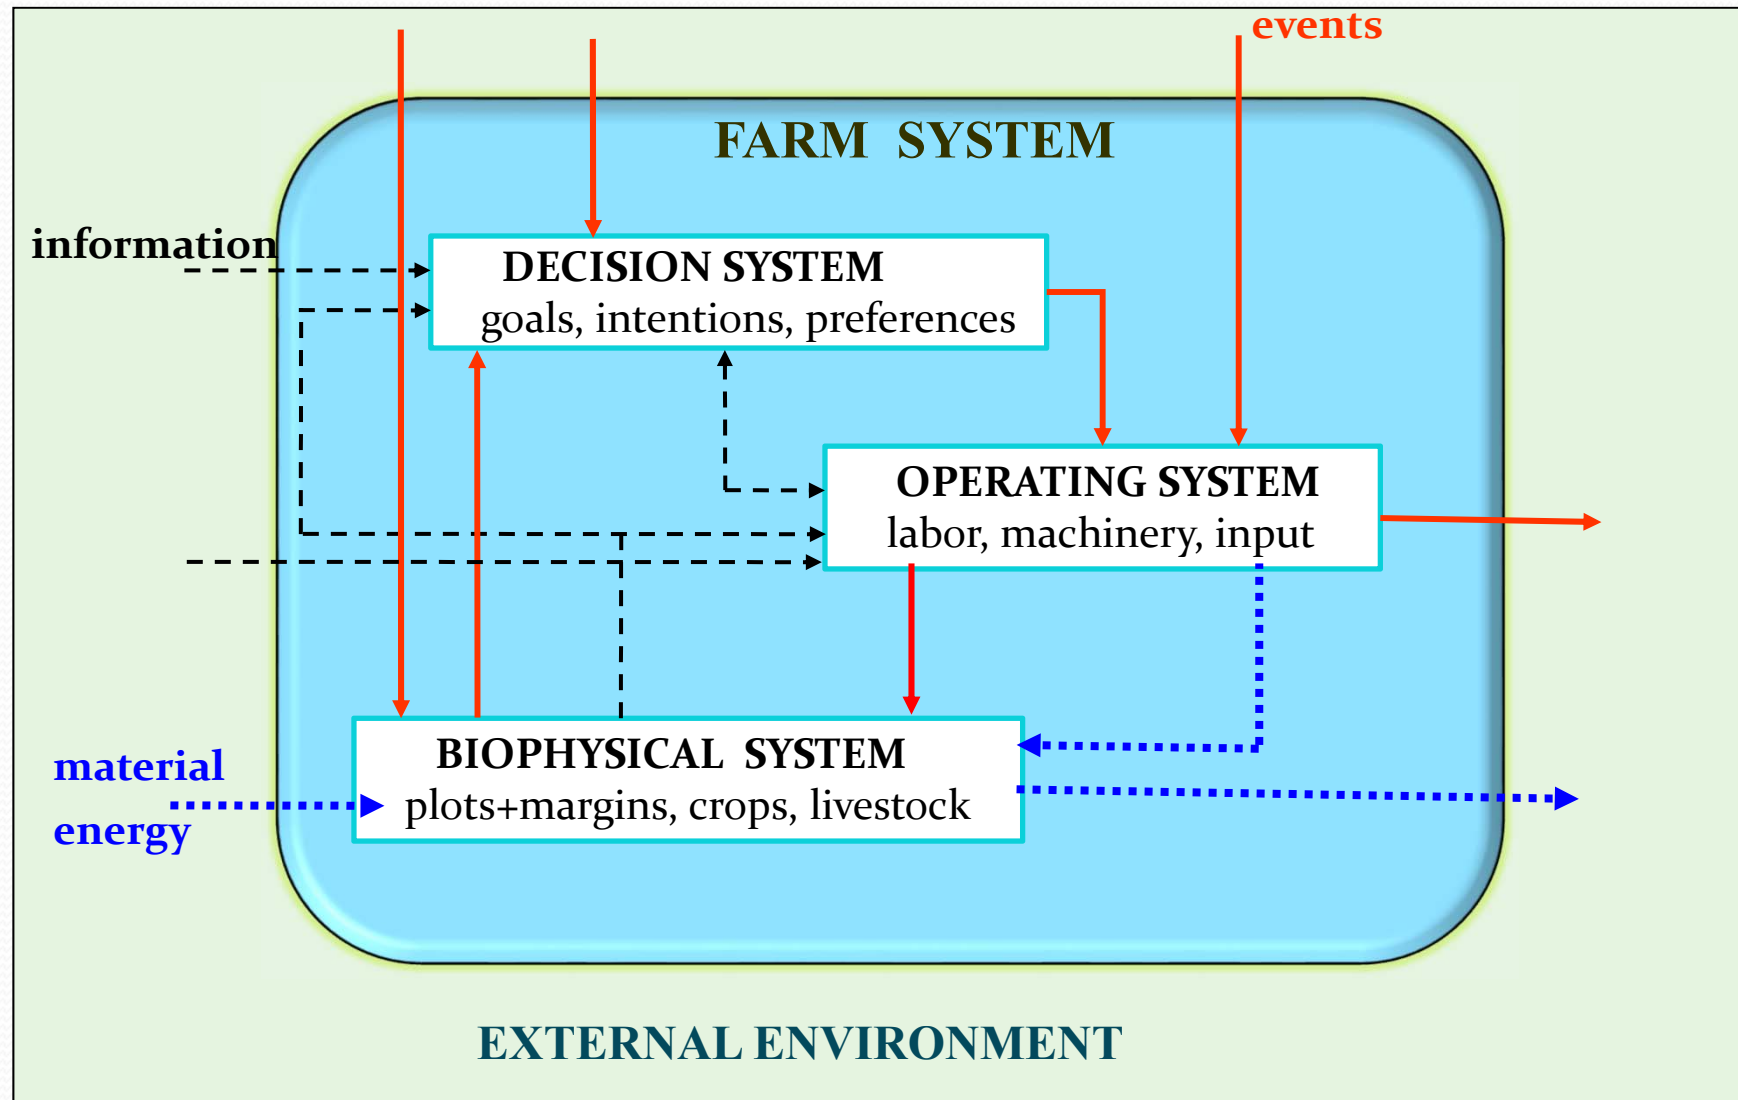 events
FARM SYSTEM
information
DECISION SYSTEM
goals, intentions, preferences
OPERATING SYSTEM
labor, machinery, input
BIOPHYSICAL SYSTEM
plots+margins, crops, livestock
material
energy
EXTERNAL ENVIRONMENT